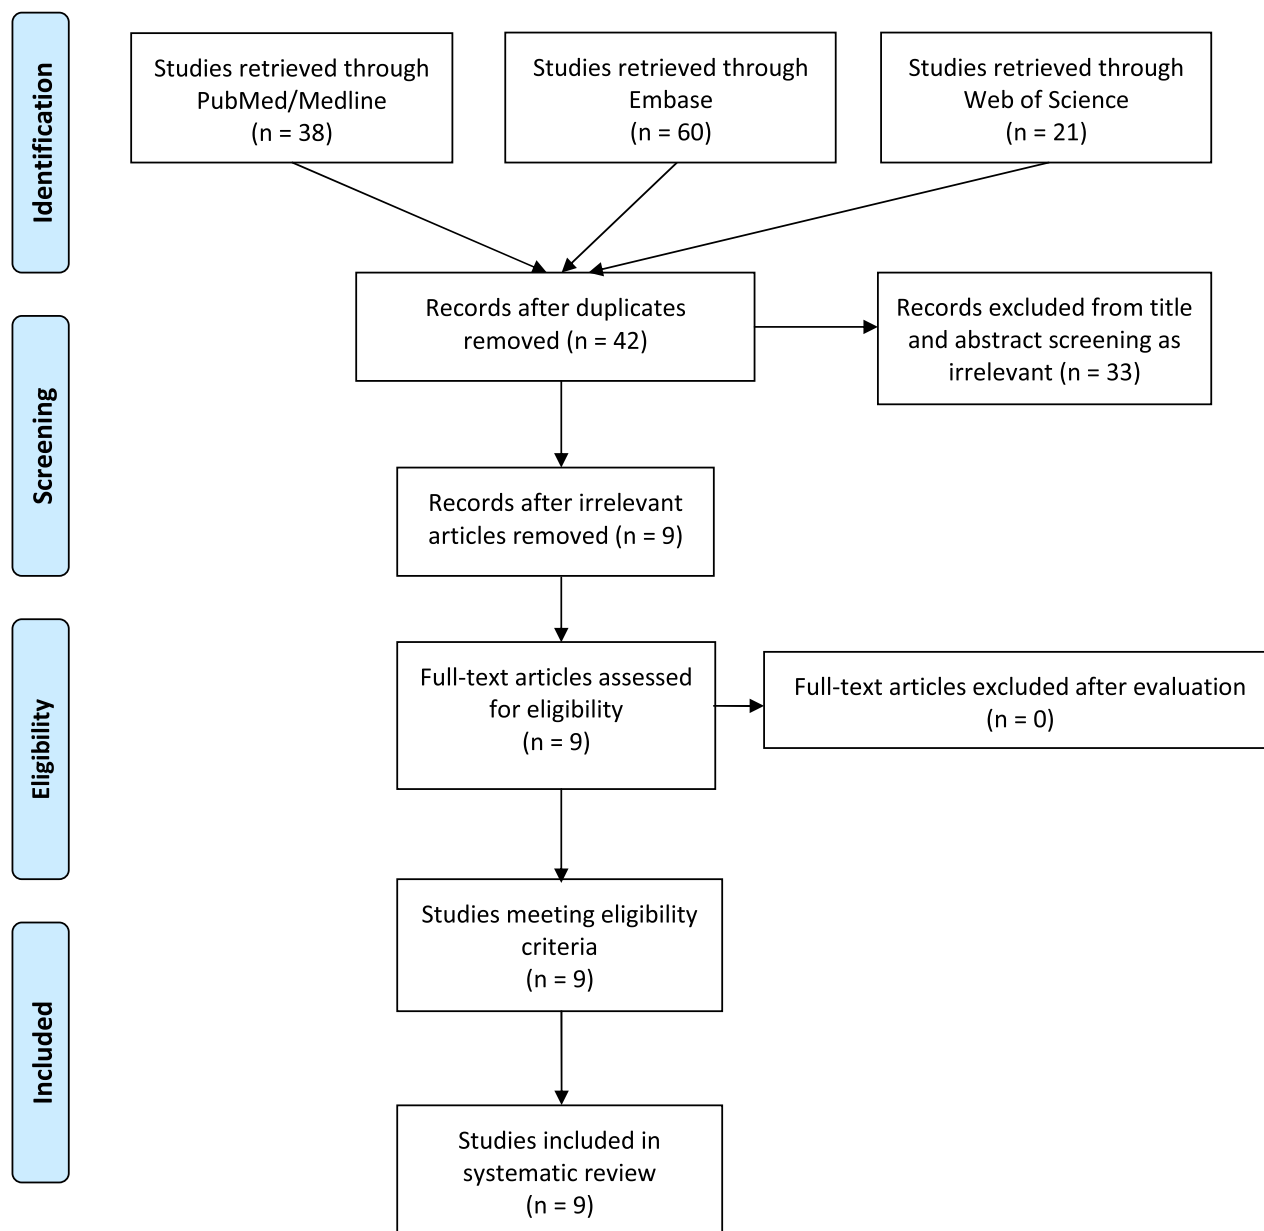 Identification
Studies retrieved through
PubMed/Medline
(n = 38)
Studies retrieved through
Embase
(n = 60)
Studies retrieved through
Web of Science
(n = 21)
Records after duplicates
removed (n = 42)
Records excluded from title
and abstract screening as
irrelevant (n = 33)
Screening
Records after irrelevant
articles removed (n = 9)
Eligibility
Full-text articles assessed
for eligibility
(n = 9)
Full-text articles excluded after evaluation
(n = 0)
Studies meeting eligibility
criteria
(n = 9)
Included
Studies included in
systematic review
(n = 9)